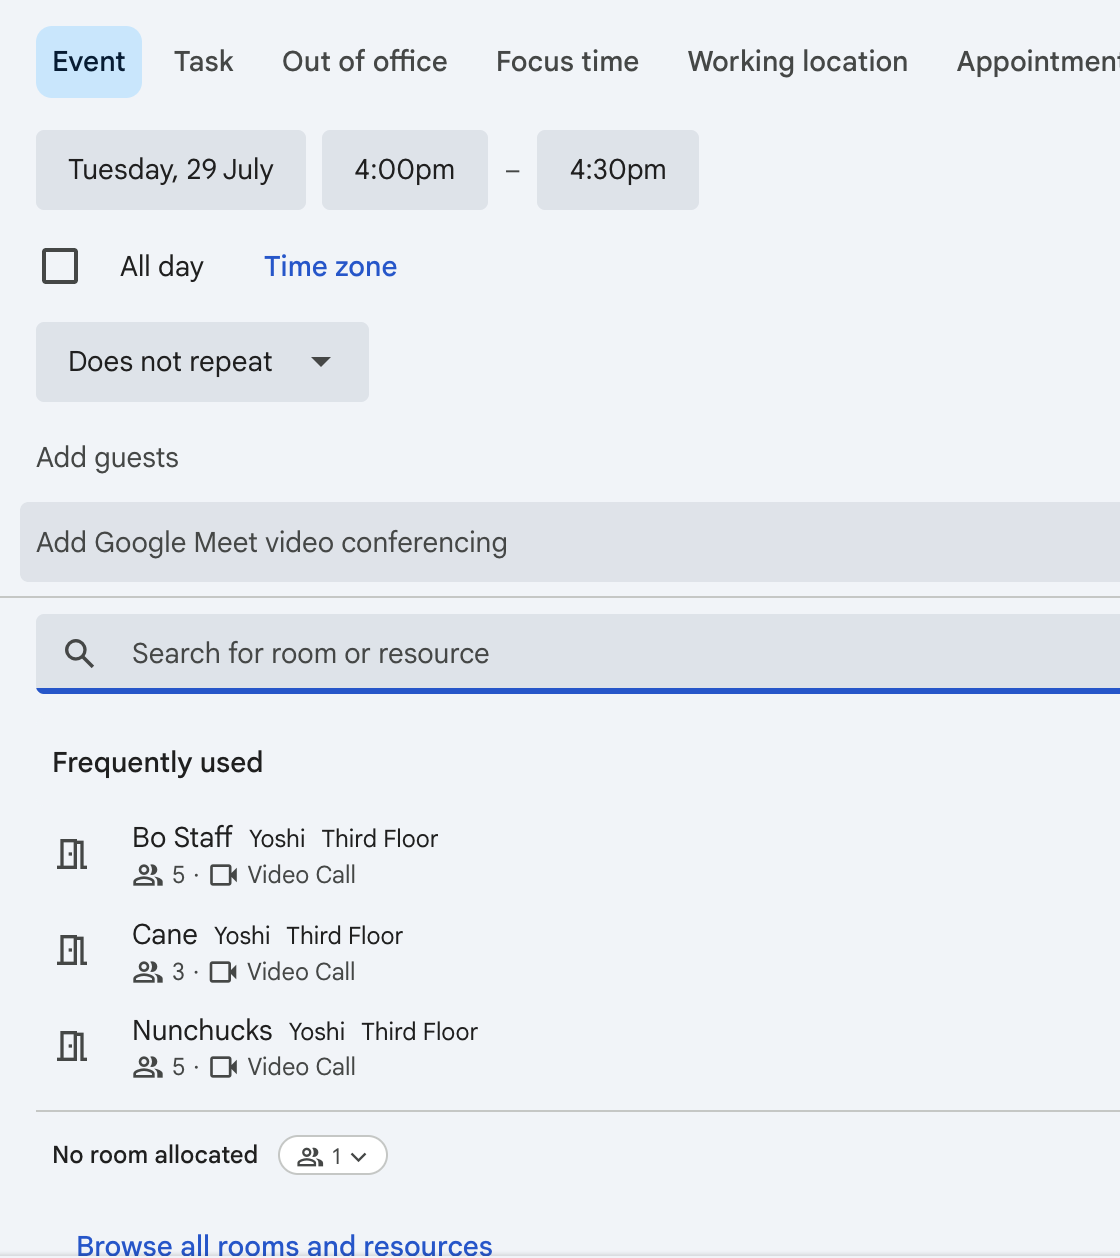 Event Task Out of office Focus time Working location Appointment
Tuesday, 29 July 4:00pm – 4:30pm
All day Time zone
Does not repeat
Add guests
Add Google Meet video conferencing
Search for room or resource
Frequently used
Bo Staff Yoshi Third Floor
5 · Video Call
Cane Yoshi Third Floor
3 · Video Call
Nunchucks Yoshi Third Floor
5 · Video Call
No room allocated 1
Browse all rooms and resources